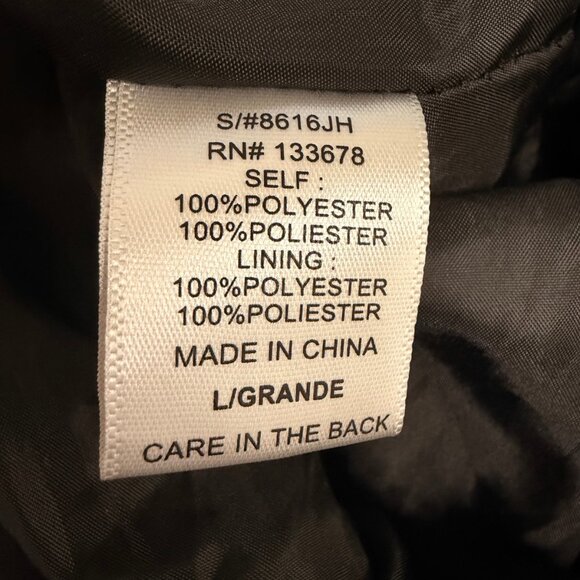 S/#8616JH
RN# 133678
SELF :
100%POLYESTER
100%POLIESTER
LINING :
100%POLYESTER
100%POLIESTER
MADE IN CHINA
L/GRANDE
CARE IN THE BACK